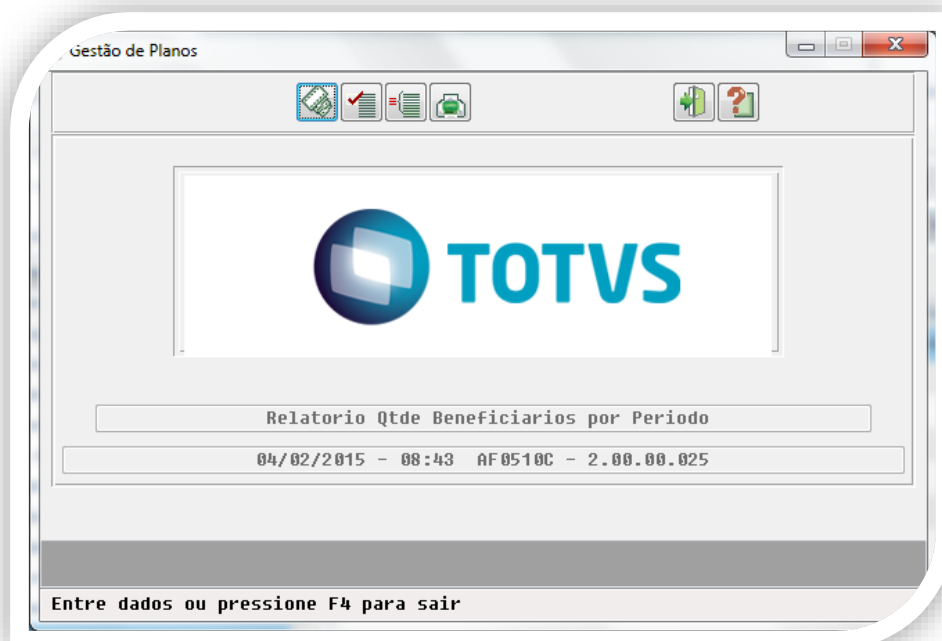 Gestão de Planos
TOTVS
Relatorio Qtde Beneficiarios por Periodo
04/02/2015 - 08:43 AF0510C - 2.00.00.025
Entre dados ou pressione F4 para sair